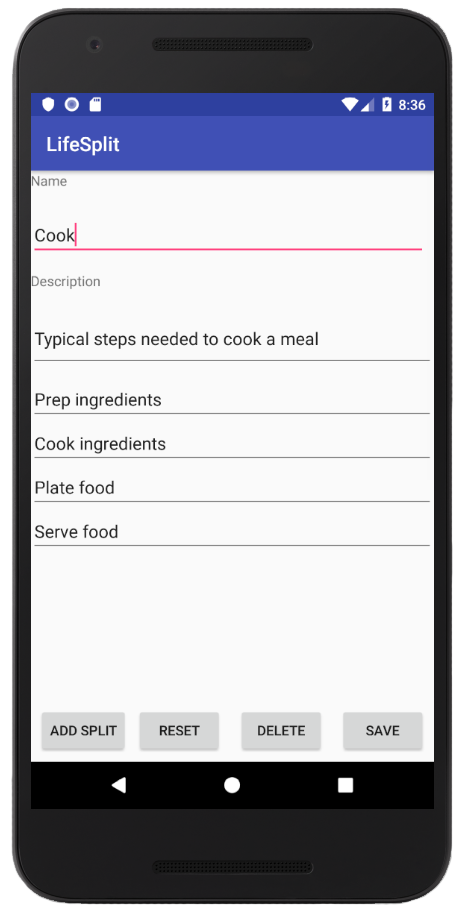 8:36
LifeSplit
Name
Cook
Description
Typical steps needed to cook a meal
Prep ingredients
Cook ingredients
Plate food
Serve food
ADD SPLIT RESET DELETE SAVE